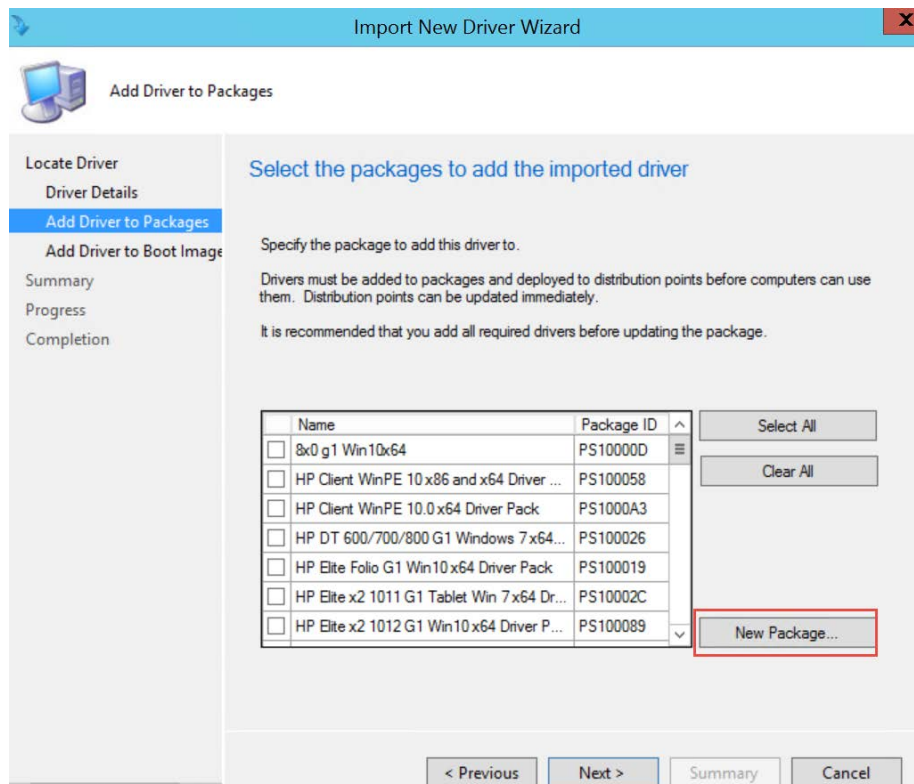 Import New Driver Wizard
X
Add Driver to Packages
Locate Driver
Driver Details
Add Driver to Packages
Add Driver to Boot Image
Summary
Progress
Completion
Select the packages to add the imported driver
Specify the package to add this driver to.
Drivers must be added to packages and deployed to distribution points before computers can use
them. Distribution points can be updated immediately.
It is recommended that you add all required drivers before updating the package.
Name Package ID
8x0 g1 Win10x64 PS10000D
HP Client WinPE 10 x86 and x64 Driver ... PS100058
HP Client WinPE 10.0 x64 Driver Pack PS1000A3
HP DT 600/700/800 G1 Windows 7 x64... PS100026
HP Elite Folio G1 Win10 x64 Driver Pack PS100019
HP Elite x2 1011 G1 Tablet Win 7 x64 Dr... PS10002C
HP Elite x2 1012 G1 Win10 x64 Driver P... PS100089
Select All
Clear All
New Package...
< Previous
Next >
Summary
Cancel